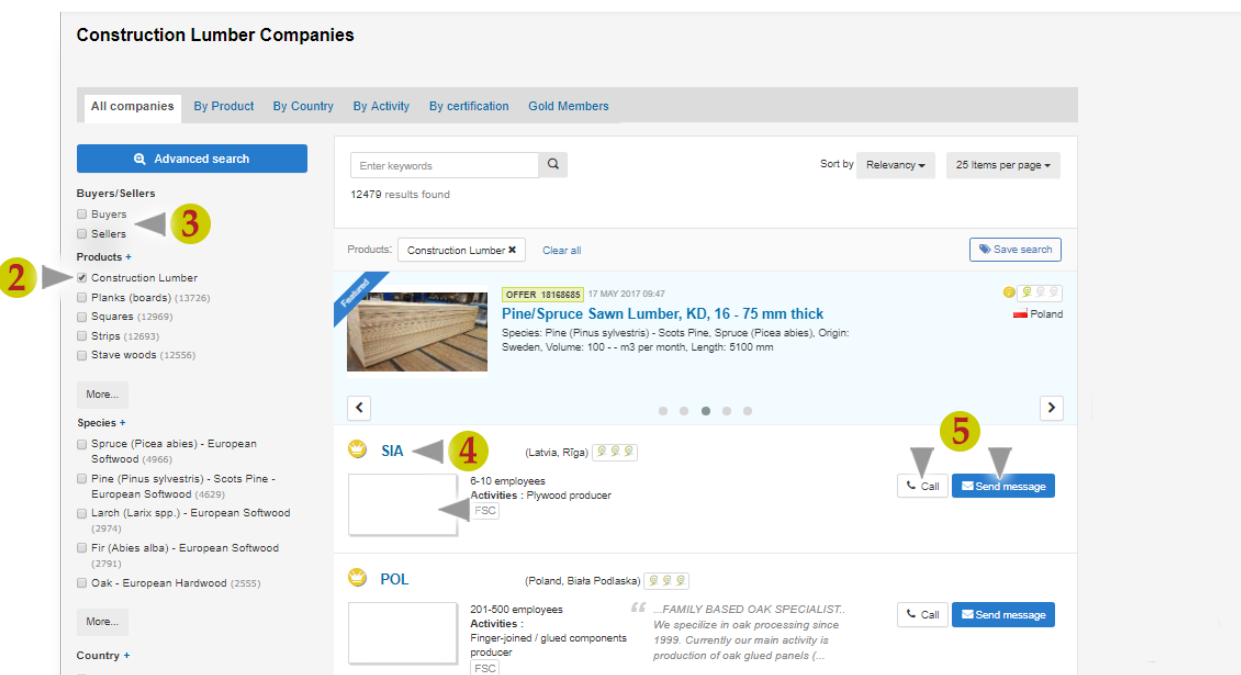 Construction Lumber Companies
All companies By Product By Country By Activity By certification Gold Members
Advanced search
Buyers/Sellers
Buyers
Sellers
3
Products +
2
Construction Lumber
Planks (boards) (13726)
Squares (12969)
Strips (12693)
Stave woods (12556)
More...
Species +
Spruce (Picea abies) - European
Softwood (4966)
Pine (Pinus sylvestris) - Scots Pine -
European Softwood (4629)
Larch (Larix spp.) - European Softwood
(2974)
Fir (Abies alba) - European Softwood
(2791)
Oak - European Hardwood (2555)
More...
Country +
Enter keywords
Sort by Relevancy 25 Items per page
12479 results found
Products: Construction Lumber ✖ Clear all
Save search
Featured
OFFER 18168685 17 MAY 2017 09:47
Pine/Spruce Sawn Lumber, KD, 16 - 75 mm thick
Poland
Species: Pine (Pinus sylvestris) - Scots Pine, Spruce (Picea abies), Origin:
Sweden, Volume: 100 - - m3 per month, Length: 5100 mm
5
SIA
4
(Latvia, Rīga)
6-10 employees
Activities : Plywood producer
FSC
Call
Send message
POL
(Poland, Biała Podlaska)
201-500 employees
Activities :
Finger-joined / glued components
producer
FSC
“ ...FAMILY BASED OAK SPECIALIST..
We specilize in oak processing since
1999. Currently our main activity is
production of oak glued panels (...
Call
Send message